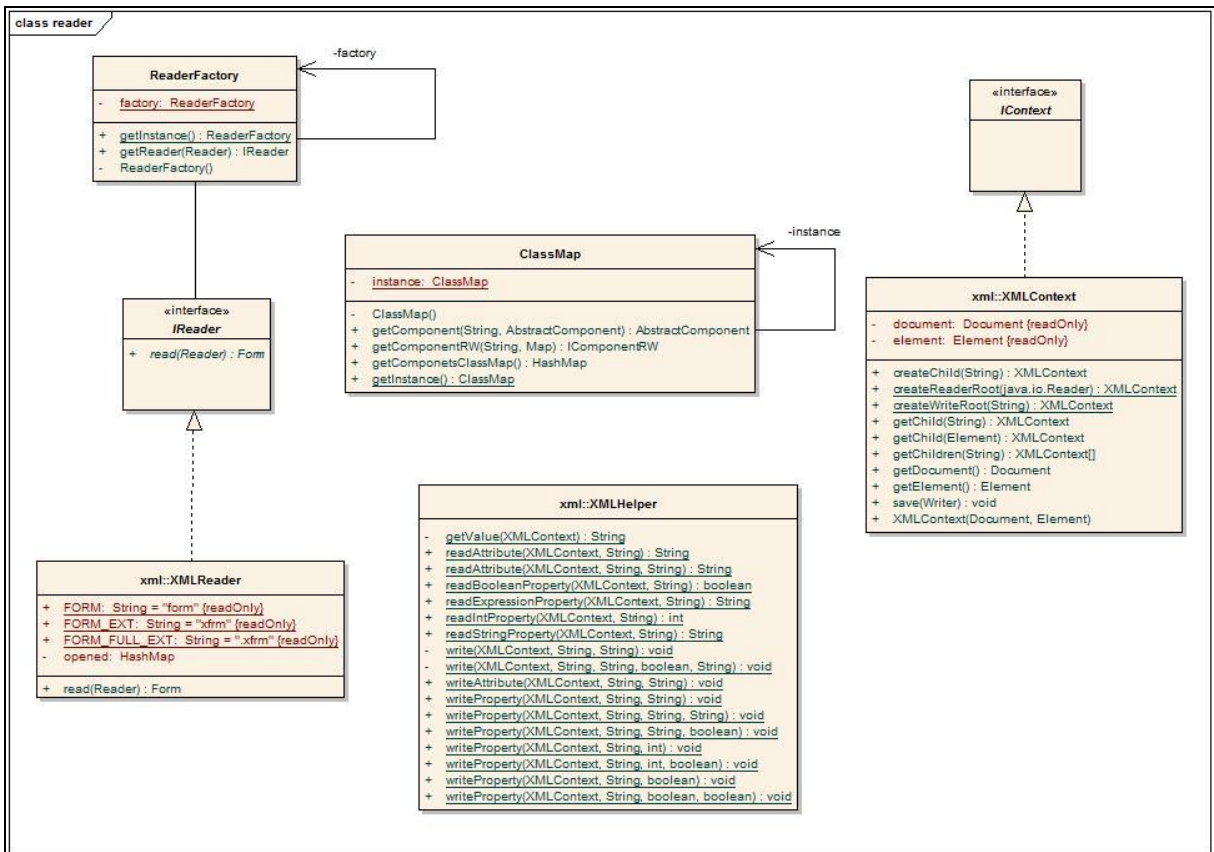 class reader
-factory
ReaderFactory
- factory: ReaderFactory
+ getInstance() : ReaderFactory
+ getReader(Reader) : IReader
- ReaderFactory()
«interface»
IContext
-instance
ClassMap
- instance: ClassMap
- ClassMap()
+ getComponent(String, AbstractComponent) : AbstractComponent
+ getComponentRW(String, Map) : IComponentRW
+ getComponetsClassMap() : HashMap
+ getInstance() : ClassMap
«interface»
IReader
+ read(Reader) : Form
xml::XMLContext
- document: Document {readOnly}
- element: Element {readOnly}
+ createChild(String) : XMLContext
+ createReaderRoot(java.io.Reader) : XMLContext
+ createWriteRoot(String) : XMLContext
+ getChild(String) : XMLContext
+ getChild(Element) : XMLContext
+ getChildren(String) : XMLContext[]
+ getDocument() : Document
+ getElement() : Element
+ save(Writer) : void
+ XMLContext(Document, Element)
xml::XMLHelper
- getValue(XMLContext) : String
+ readAttribute(XMLContext, String) : String
+ readAttribute(XMLContext, String, String) : String
+ readBooleanProperty(XMLContext, String) : boolean
+ readExpressionProperty(XMLContext, String) : String
+ readIntProperty(XMLContext, String) : int
+ readStringProperty(XMLContext, String) : String
- write(XMLContext, String, String) : void
- write(XMLContext, String, String, boolean, String) : void
+ writeAttribute(XMLContext, String, String) : void
+ writeProperty(XMLContext, String, String) : void
+ writeProperty(XMLContext, String, String, String) : void
+ writeProperty(XMLContext, String, String, boolean) : void
+ writeProperty(XMLContext, String, int) : void
+ writeProperty(XMLContext, String, int, boolean) : void
+ writeProperty(XMLContext, String, boolean) : void
+ writeProperty(XMLContext, String, boolean, boolean) : void
xml::XMLReader
+ FORM: String = "form" {readOnly}
+ FORM_EXT: String = "xfrm" {readOnly}
+ FORM_FULL_EXT: String = ".xfrm" {readOnly}
- opened: HashMap
+ read(Reader) : Form